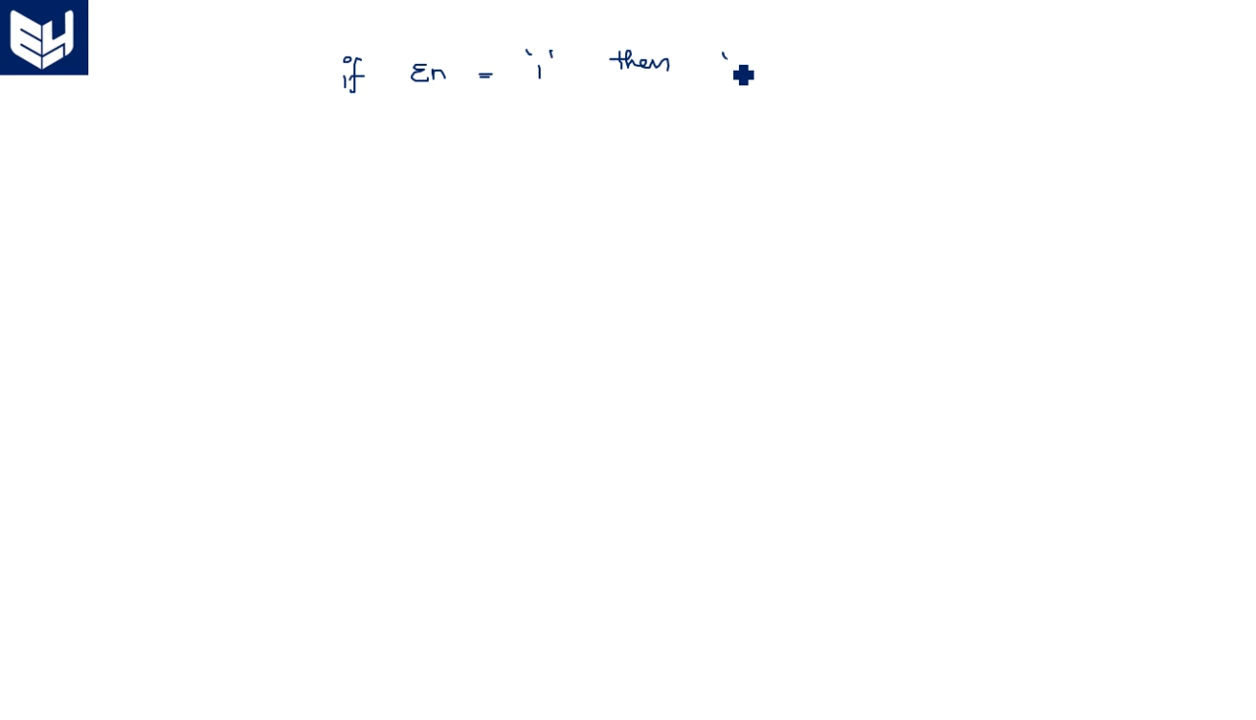 if En = '1' then '